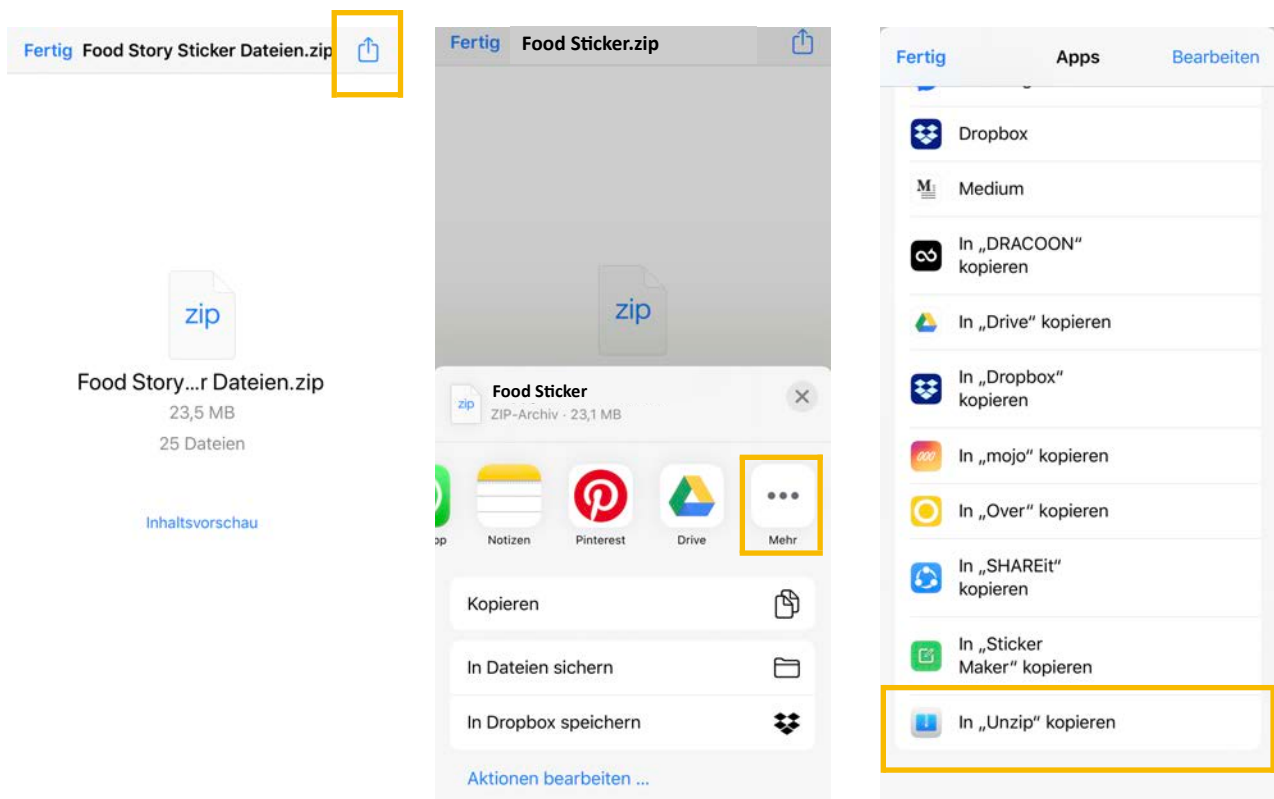 Fertig Food Story Sticker Dateien.zip
zip
Food Story...r Dateien.zip
23,5 MB
25 Dateien
Inhaltsvorschau
Fertig Food Sticker.zip
zip
zip
Food Sticker
ZIP-Archiv · 23,1 MB
Notizen Pinterest Drive Mehr
Kopieren
In Dateien sichern
In Dropbox speichern
Aktionen bearbeiten ...
Fertig Apps Bearbeiten
Dropbox
Medium
In „DRACOON“
kopieren
In „Drive“ kopieren
In „Dropbox“
kopieren
In „mojo“ kopieren
In „Over“ kopieren
In „SHAREit“
kopieren
In „Sticker
Maker“ kopieren
In „Unzip“ kopieren